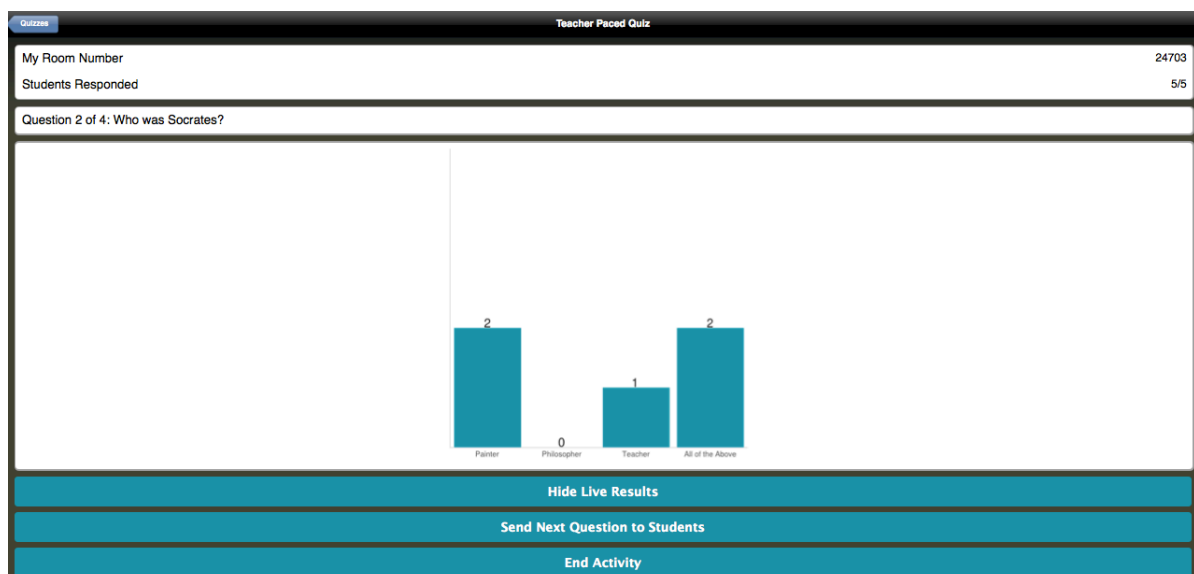 Quizzes
Teacher Paced Quiz
My Room Number 24703
Students Responded 5/5
Question 2 of 4: Who was Socrates?
2 0 1 2
Painter Philosopher Teacher All of the Above
Hide Live Results
Send Next Question to Students
End Activity